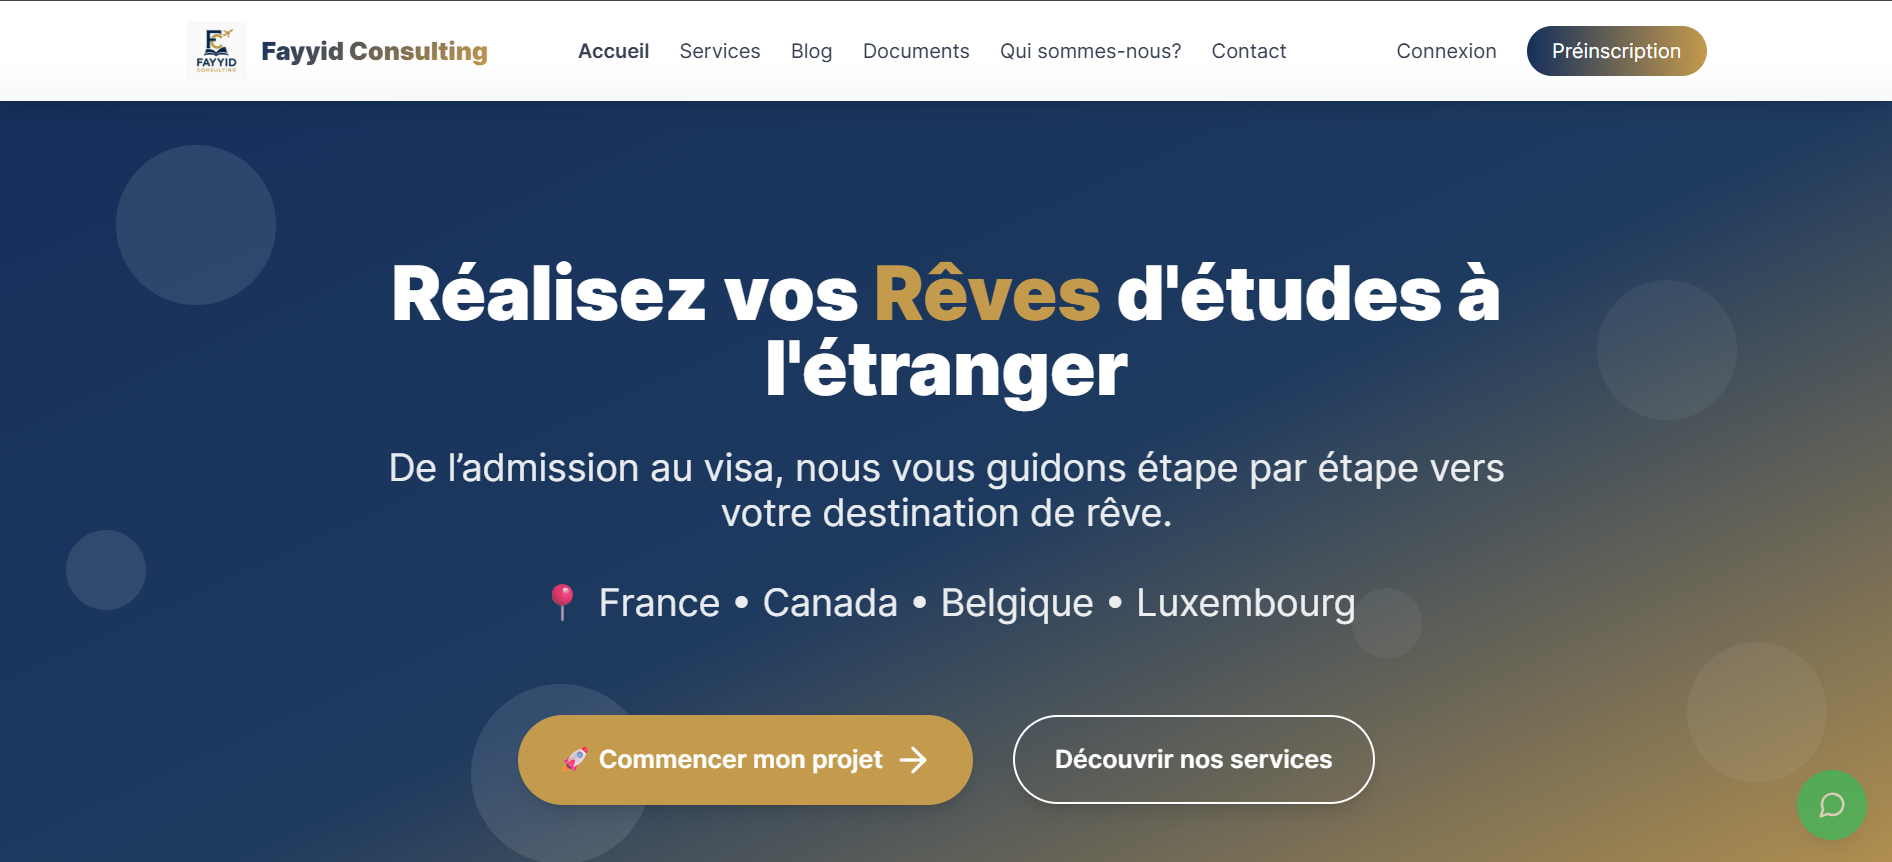 FC
FAYYID
CONSULTING
Fayyid Consulting
Accueil
Services
Blog
Documents
Qui sommes-nous?
Contact
Connexion
Préinscription
Réalisez vos Rêves d'études à
l'étranger
De l’admission au visa, nous vous guidons étape par étape vers
votre destination de rêve.
📍 France • Canada • Belgique • Luxembourg
🚀 Commencer mon projet →
Découvrir nos services